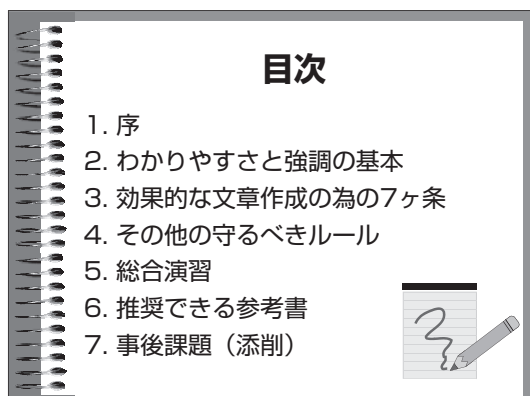 目次
1. 序
2. わかりやすさと強調の基本
3. 効果的な文章作成の為の7ヶ条
4. その他の守るべきルール
5. 総合演習
6. 推奨できる参考書
7. 事後課題（添削）